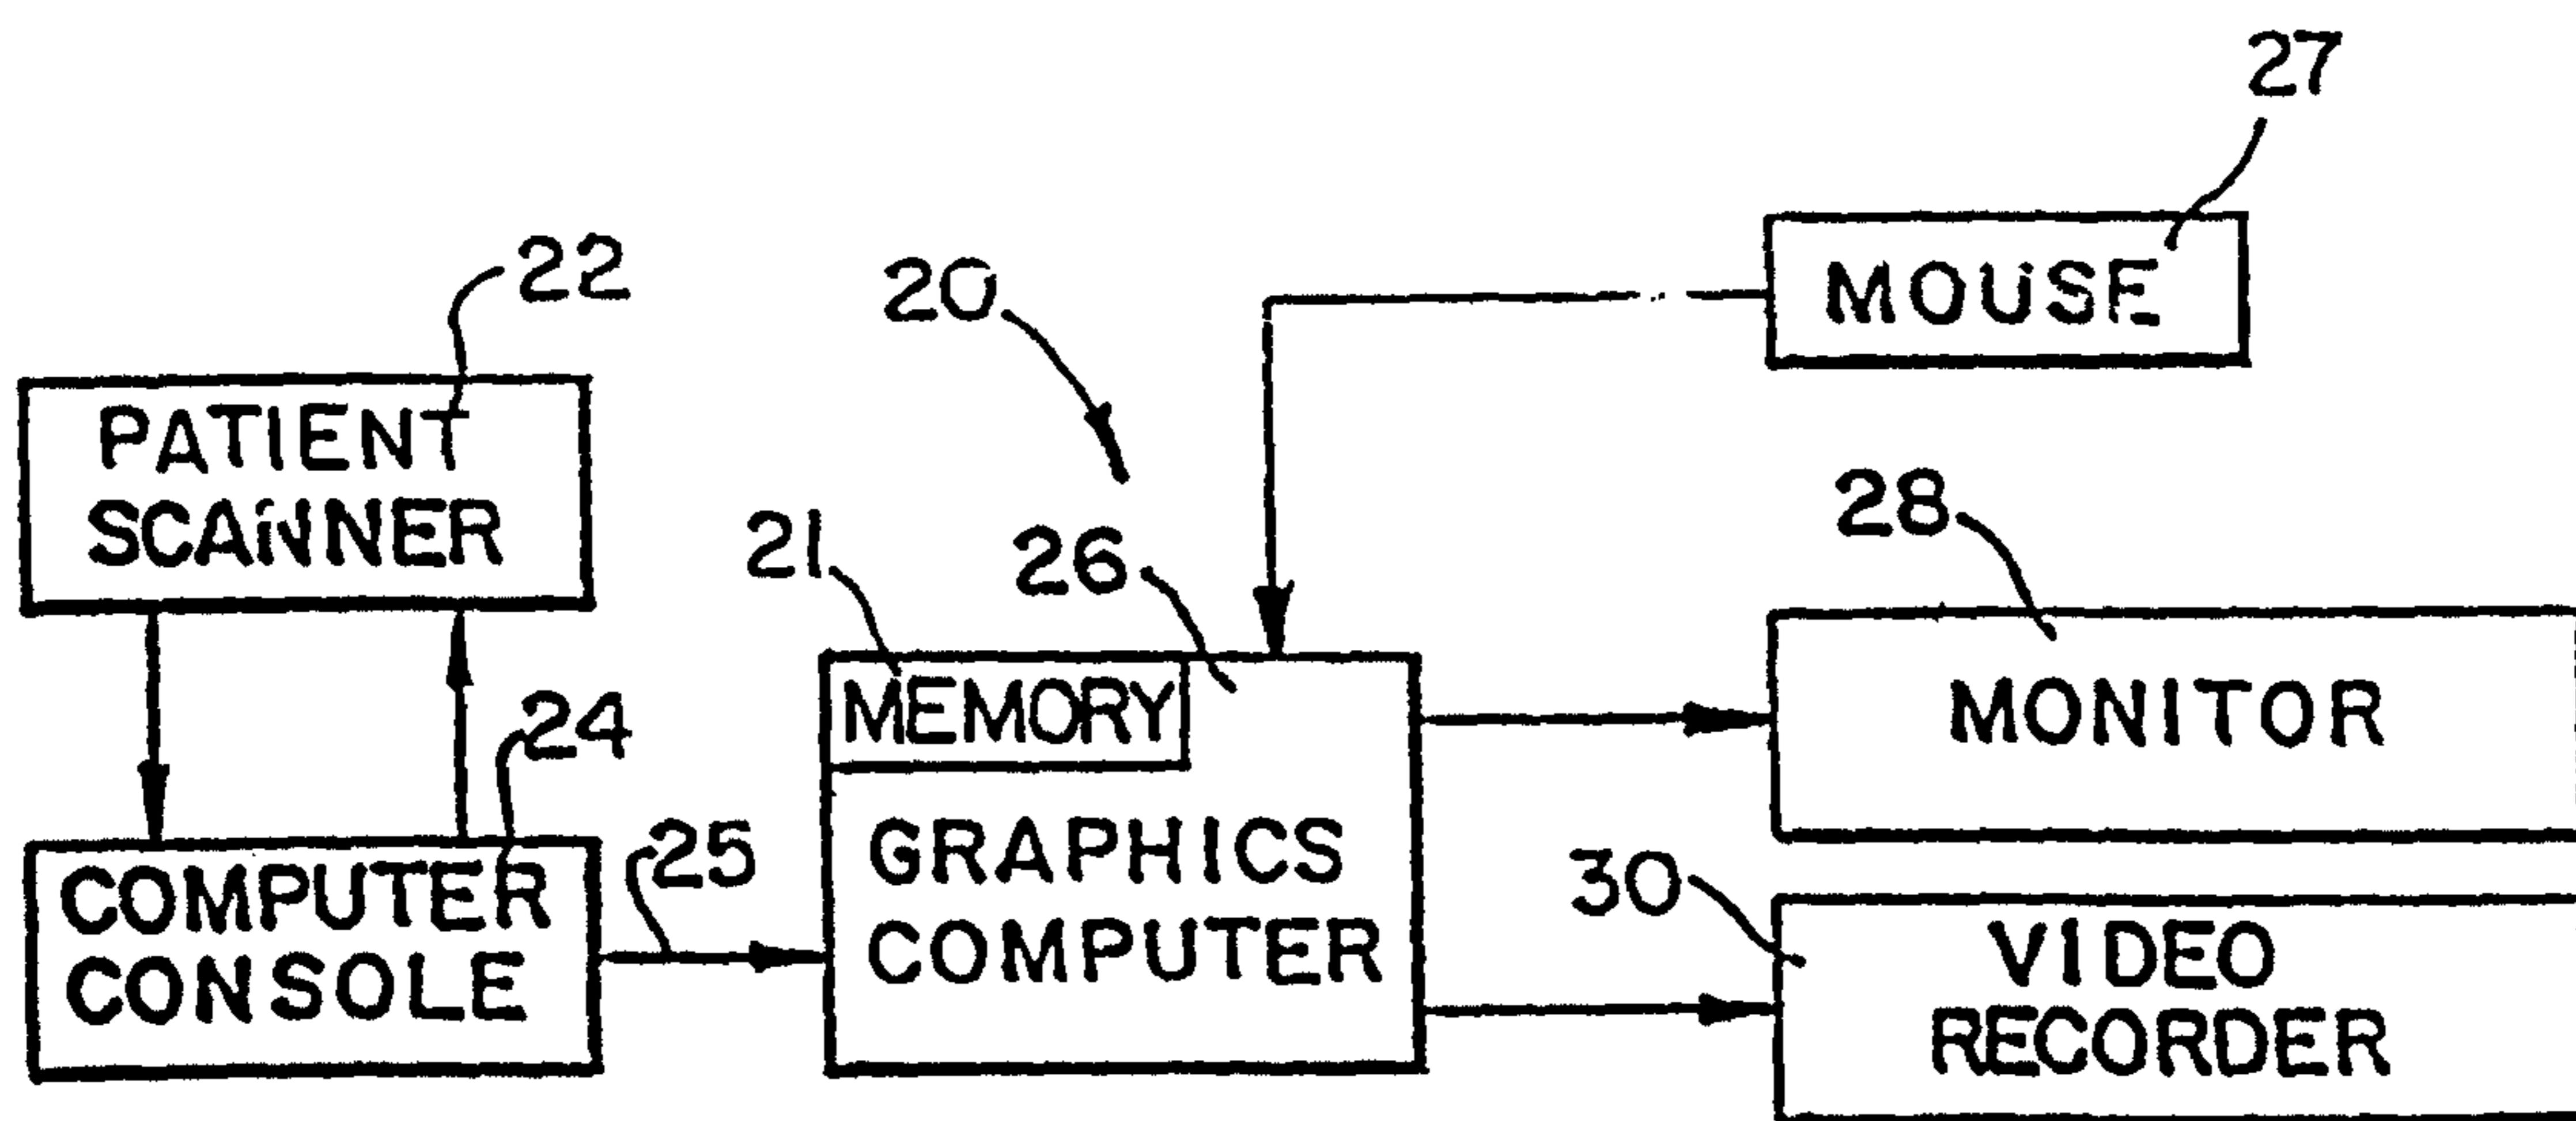 27
MOUSE
22
20
PATIENT
SCANNER
28
21
26
MONITOR
MEMORY
24
25
GRAPHICS
COMPUTER
COMPUTER
CONSOLE
30
VIDEO
RECORDER